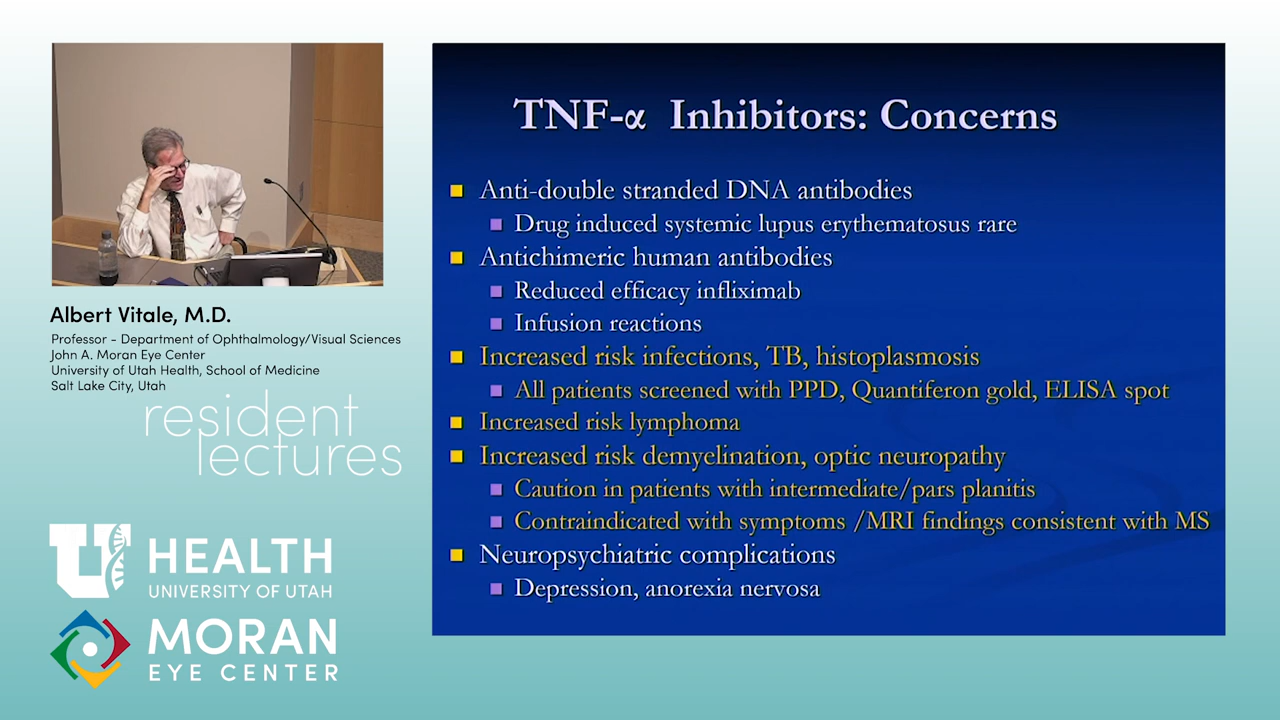 TNF-α Inhibitors: Concerns
Anti-double stranded DNA antibodies
Drug induced systemic lupus erythematosus rare
Antichimeric human antibodies
Reduced efficacy infliximab
Infusion reactions
Increased risk infections, TB, histoplasmosis
All patients screened with PPD, Quantiferon gold, ELISA spot
Increased risk lymphoma
Increased risk demyelination, optic neuropathy
Caution in patients with intermediate/pars planitis
Contraindicated with symptoms /MRI findings consistent with MS
Neuropsychiatric complications
Depression, anorexia nervosa
Albert Vitale, M.D.
Professor - Department of Ophthalmology/Visual Sciences
John A. Moran Eye Center
University of Utah Health, School of Medicine
Salt Lake City, Utah
resident
lectures
U HEALTH
UNIVERSITY OF UTAH
MORAN
EYE CENTER